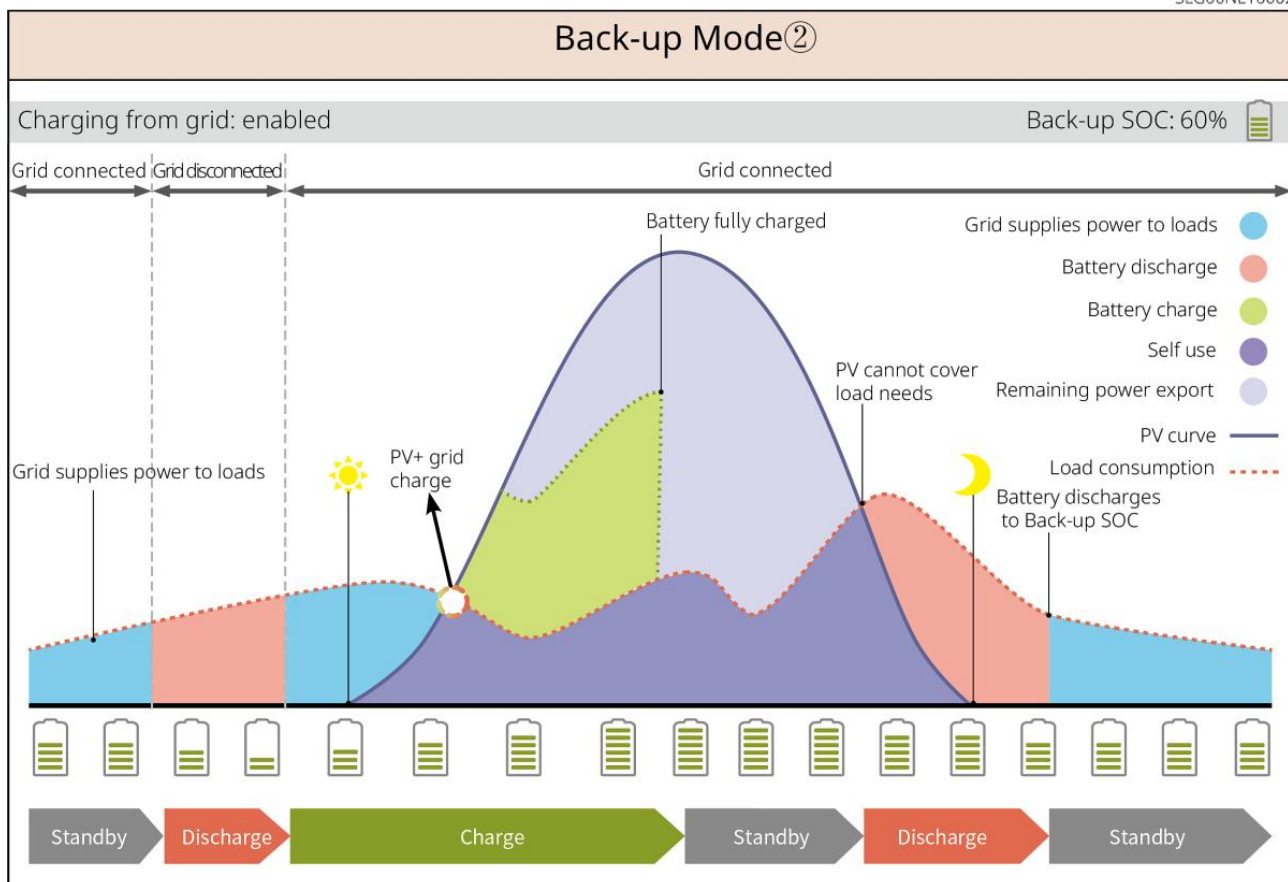 Back-up Mode②
Charging from grid: enabled
Back-up SOC: 60%
Grid connected
Grid disconnected
Grid connected
Battery fully charged
Grid supplies power to loads
Battery discharge
Battery charge
Self use
Remaining power export
PV curve
Load consumption
PV cannot cover
load needs
Grid supplies power to loads
PV+ grid
charge
Battery discharges
to Back-up SOC
Standby
Discharge
Charge
Standby
Discharge
Standby